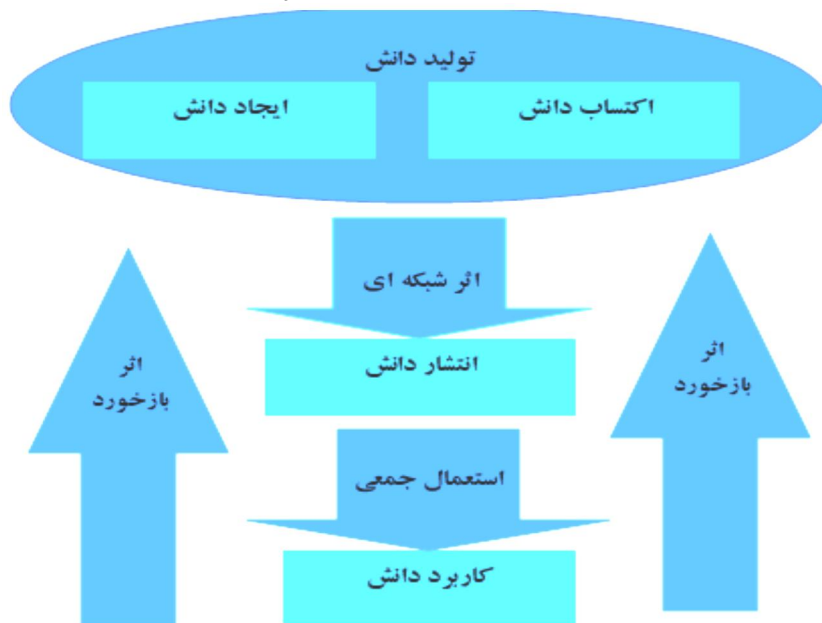 تولید دانش
اکتساب دانش
ایجاد دانش
اثر شبکه ای
انتشار دانش
اثر
بازخورد
اثر
بازخورد
استعمال جمعی
کاربرد دانش